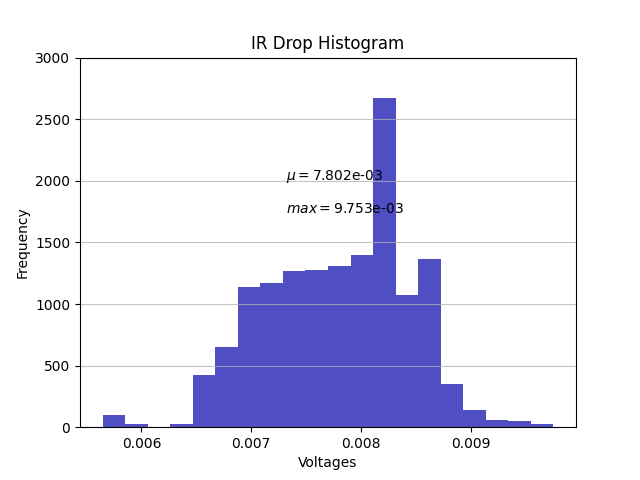 IR Drop Histogram
3000
2500
2000
1500
1000
500
0
Frequency
μ = 7.802e-03
max = 9.753e-03
0.006 0.007 0.008 0.009
Voltages